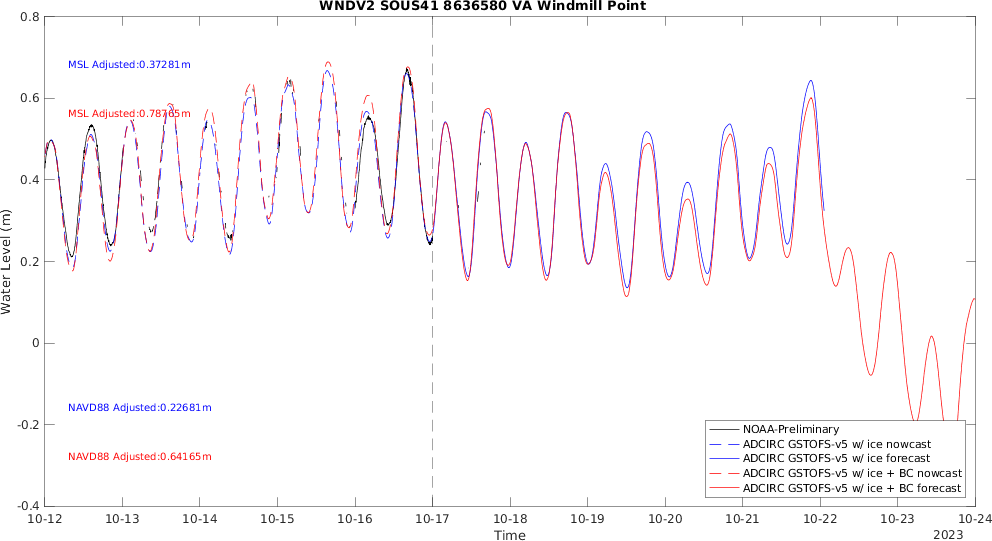 WNDV2 SOUS41 8636580 VA Windmill Point
0.8
0.6
0.4
0.2
0
-0.2
-0.4
Water Level (m)
MSL Adjusted:0.37281m
MSL Adjusted:0.78765m
NAVD88 Adjusted:0.22681m
NAVD88 Adjusted:0.64165m
NOAA-Preliminary
ADCIRC GSTOFS-v5 w/ ice nowcast
ADCIRC GSTOFS-v5 w/ ice forecast
ADCIRC GSTOFS-v5 w/ ice + BC nowcast
ADCIRC GSTOFS-v5 w/ ice + BC forecast
10-12 10-13 10-14 10-15 10-16 10-17 10-18 10-19 10-20 10-21 10-22 10-23 10-24
Time
2023